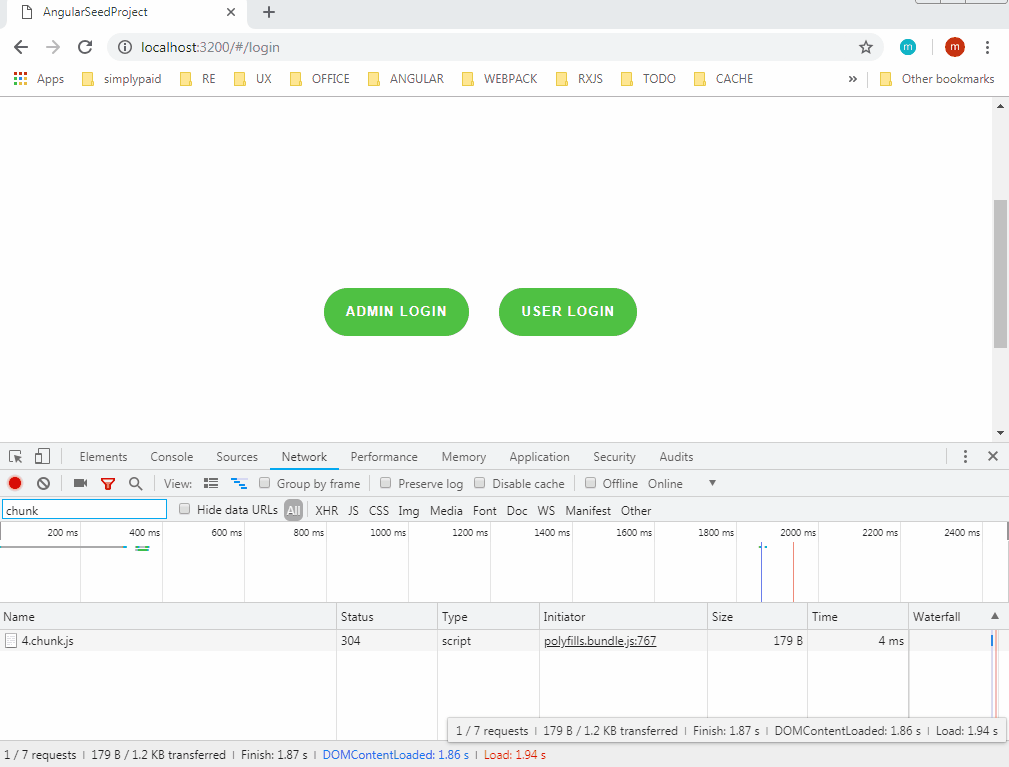 AngularSeedProject
localhost:3200/#/login
m m
Apps simplypaid RE UX OFFICE ANGULAR WEBPACK RXJS TODO CACHE » Other bookmarks
ADMIN LOGIN USER LOGIN
Elements Console Sources Network Performance Memory Application Security Audits
View: Group by frame Preserve log Disable cache Offline Online
chunk Hide data URLs All XHR JS CSS Img Media Font Doc WS Manifest Other
200 ms 400 ms 600 ms 800 ms 1000 ms 1200 ms 1400 ms 1600 ms 1800 ms 2000 ms 2200 ms 2400 ms
Name Status Type Initiator Size Time Waterfall
4.chunk.js 304 script polyfills.bundle.js:767 179 B 4 ms
1 / 7 requests | 179 B / 1.2 KB transferred | Finish: 1.87 s | DOMContentLoaded: 1.86 s | Load: 1.94 s
1 / 7 requests | 179 B / 1.2 KB transferred | Finish: 1.87 s | DOMContentLoaded: 1.86 s | Load: 1.94 s